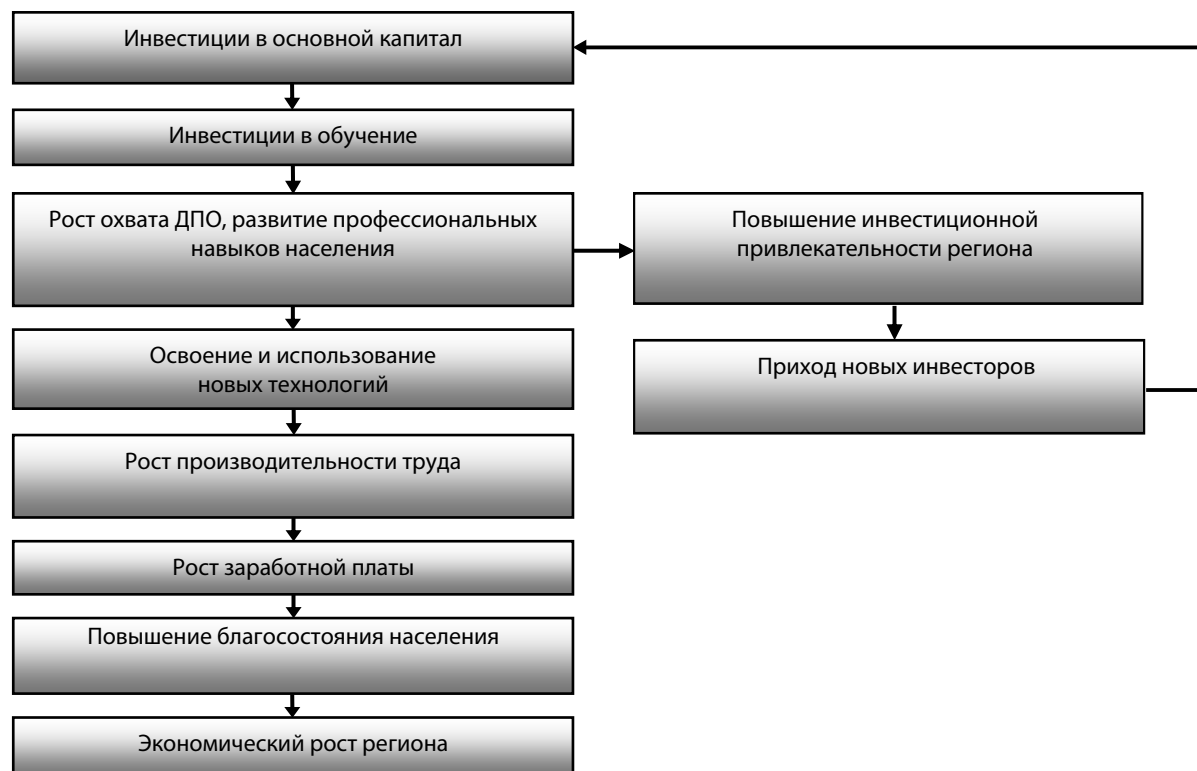 Инвестиции в основной капитал
Инвестиции в обучение
Рост охвата ДПО, развитие профессиональных
навыков населения
Повышение инвестиционной
привлекательности региона
Освоение и использование
новых технологий
Приход новых инвесторов
Рост производительности труда
Рост заработной платы
Повышение благосостояния населения
Экономический рост региона